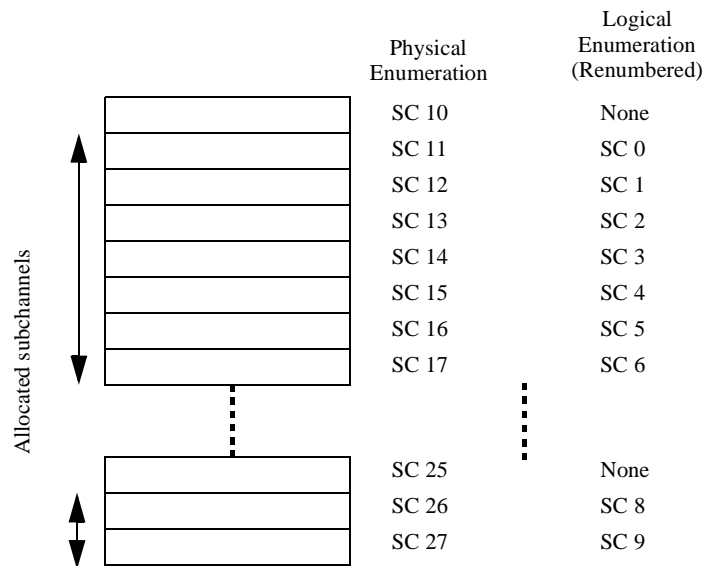 Physical
Enumeration
Logical
Enumeration
(Renumbered)
SC 10 None
SC 11 SC 0
SC 12 SC 1
SC 13 SC 2
SC 14 SC 3
SC 15 SC 4
SC 16 SC 5
SC 17 SC 6
SC 25 None
SC 26 SC 8
SC 27 SC 9
Allocated subchannels